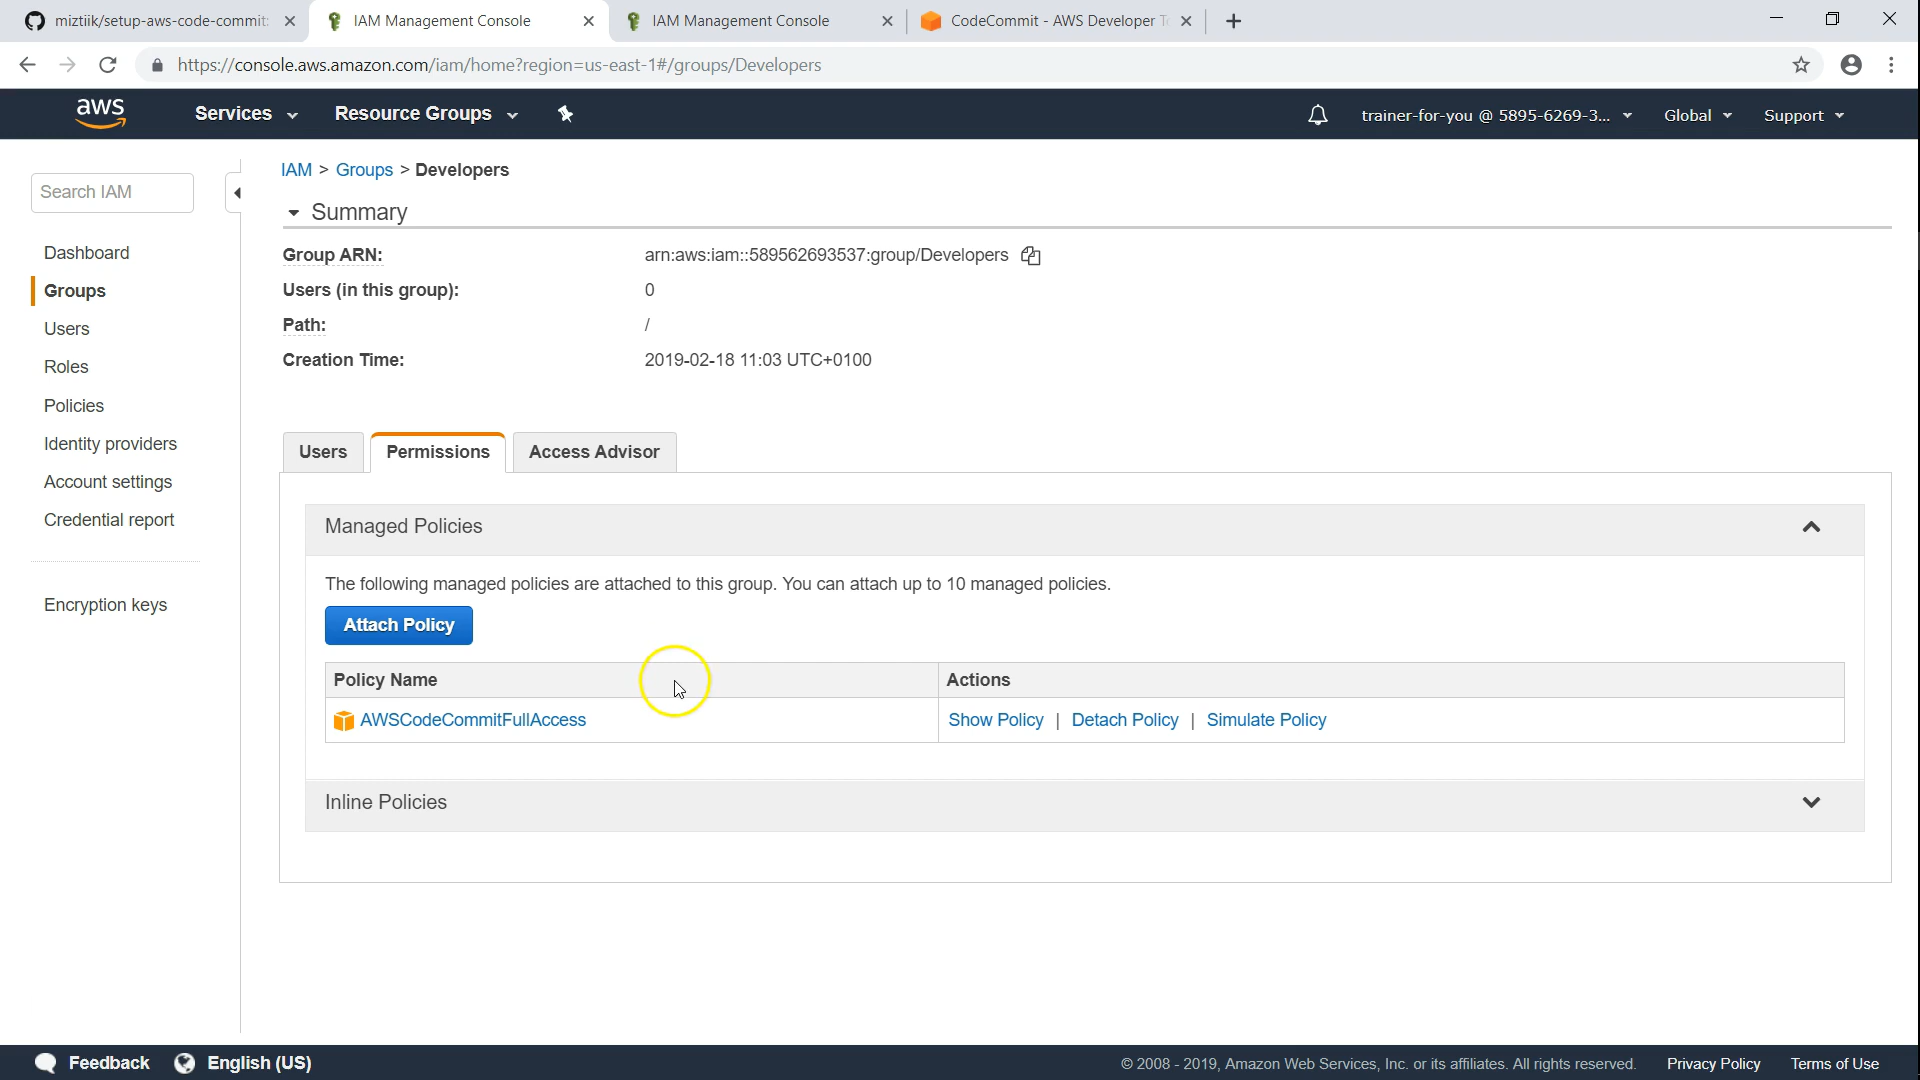 miztiik/setup-aws-code-commit:
IAM Management Console
IAM Management Console
CodeCommit - AWS Developer
https://console.aws.amazon.com/iam/home?region=us-east-1#/groups/Developers
aws
Services
Resource Groups
trainer-for-you @ 5895-6269-3...
Global
Support
Search IAM
Dashboard
Groups
Users
Roles
Policies
Identity providers
Account settings
Credential report
Encryption keys
IAM > Groups > Developers
Summary
Group ARN: arn:aws:iam::589562693537:group/Developers
Users (in this group): 0
Path: /
Creation Time: 2019-02-18 11:03 UTC+0100
Users
Permissions
Access Advisor
Managed Policies
The following managed policies are attached to this group. You can attach up to 10 managed policies.
Attach Policy
Policy Name Actions
AWSCodeCommitFullAccess Show Policy | Detach Policy | Simulate Policy
Inline Policies
Feedback
English (US)
© 2008 - 2019, Amazon Web Services, Inc. or its affiliates. All rights reserved.
Privacy Policy
Terms of Use